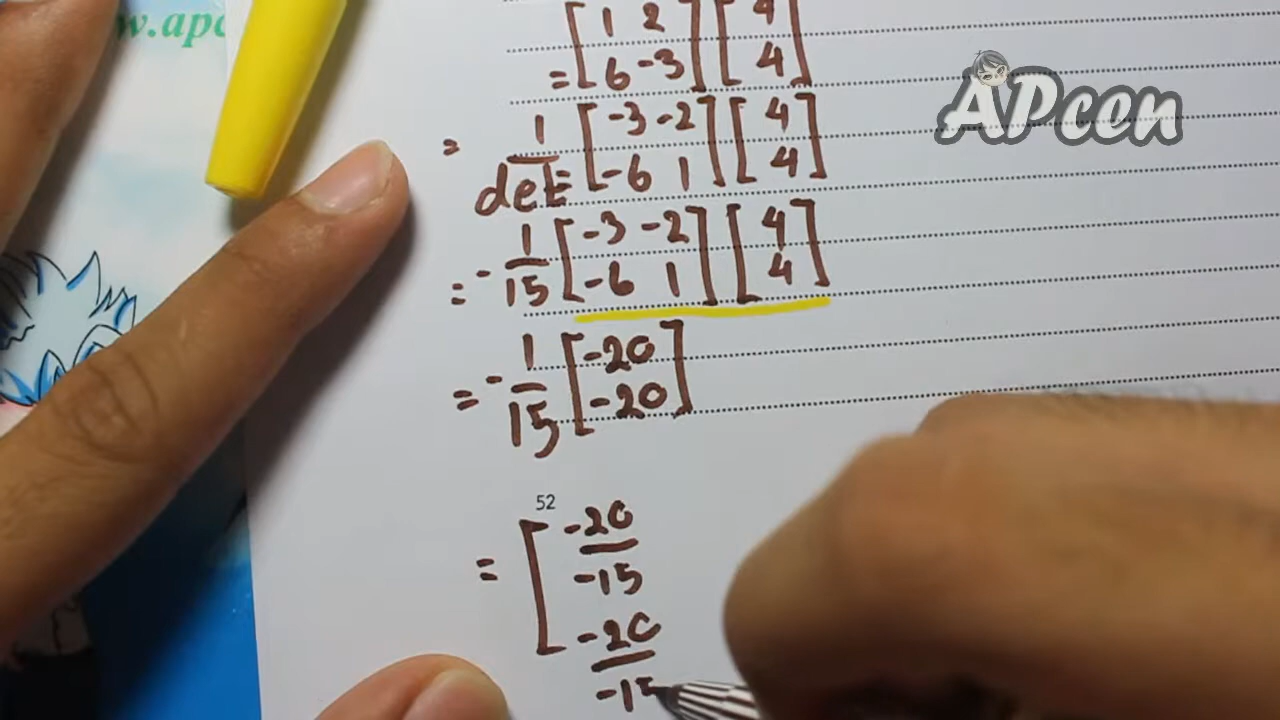 w.apc
APcen
[1 2] [4]
= [6 -3] [4]
= 1/det= [-3 -2] [4]
[-6 1] [4]
= -1/15 [-3 -2] [4]
[-6 1] [4]
= -1/15 [-20]
[-20]
52
= [-20/-15
-20/-15